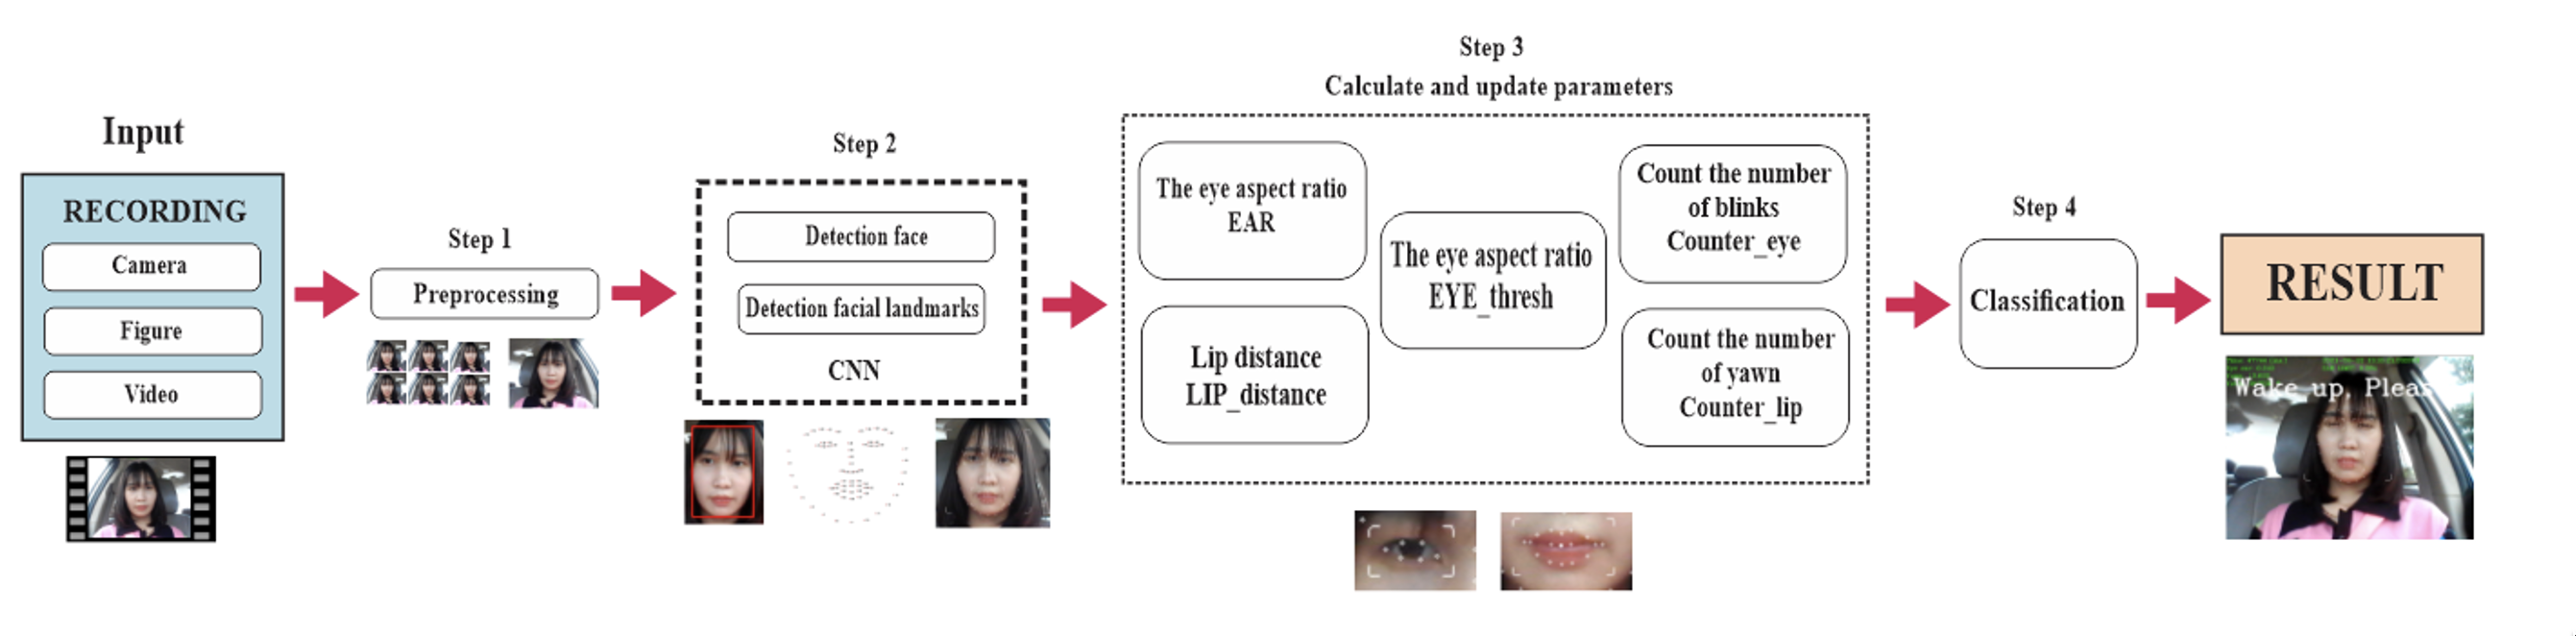 Input
RECORDING
Camera
Figure
Video
Step 1
Preprocessing
Step 2
Detection face
Detection facial landmarks
CNN
Step 3
Calculate and update parameters
The eye aspect ratio
EAR
Lip distance
LIP_distance
The eye aspect ratio
EYE_thresh
Count the number
of blinks
Counter_eye
Count the number
of yawn
Counter_lip
Step 4
Classification
RESULT
Wake up, Pleas